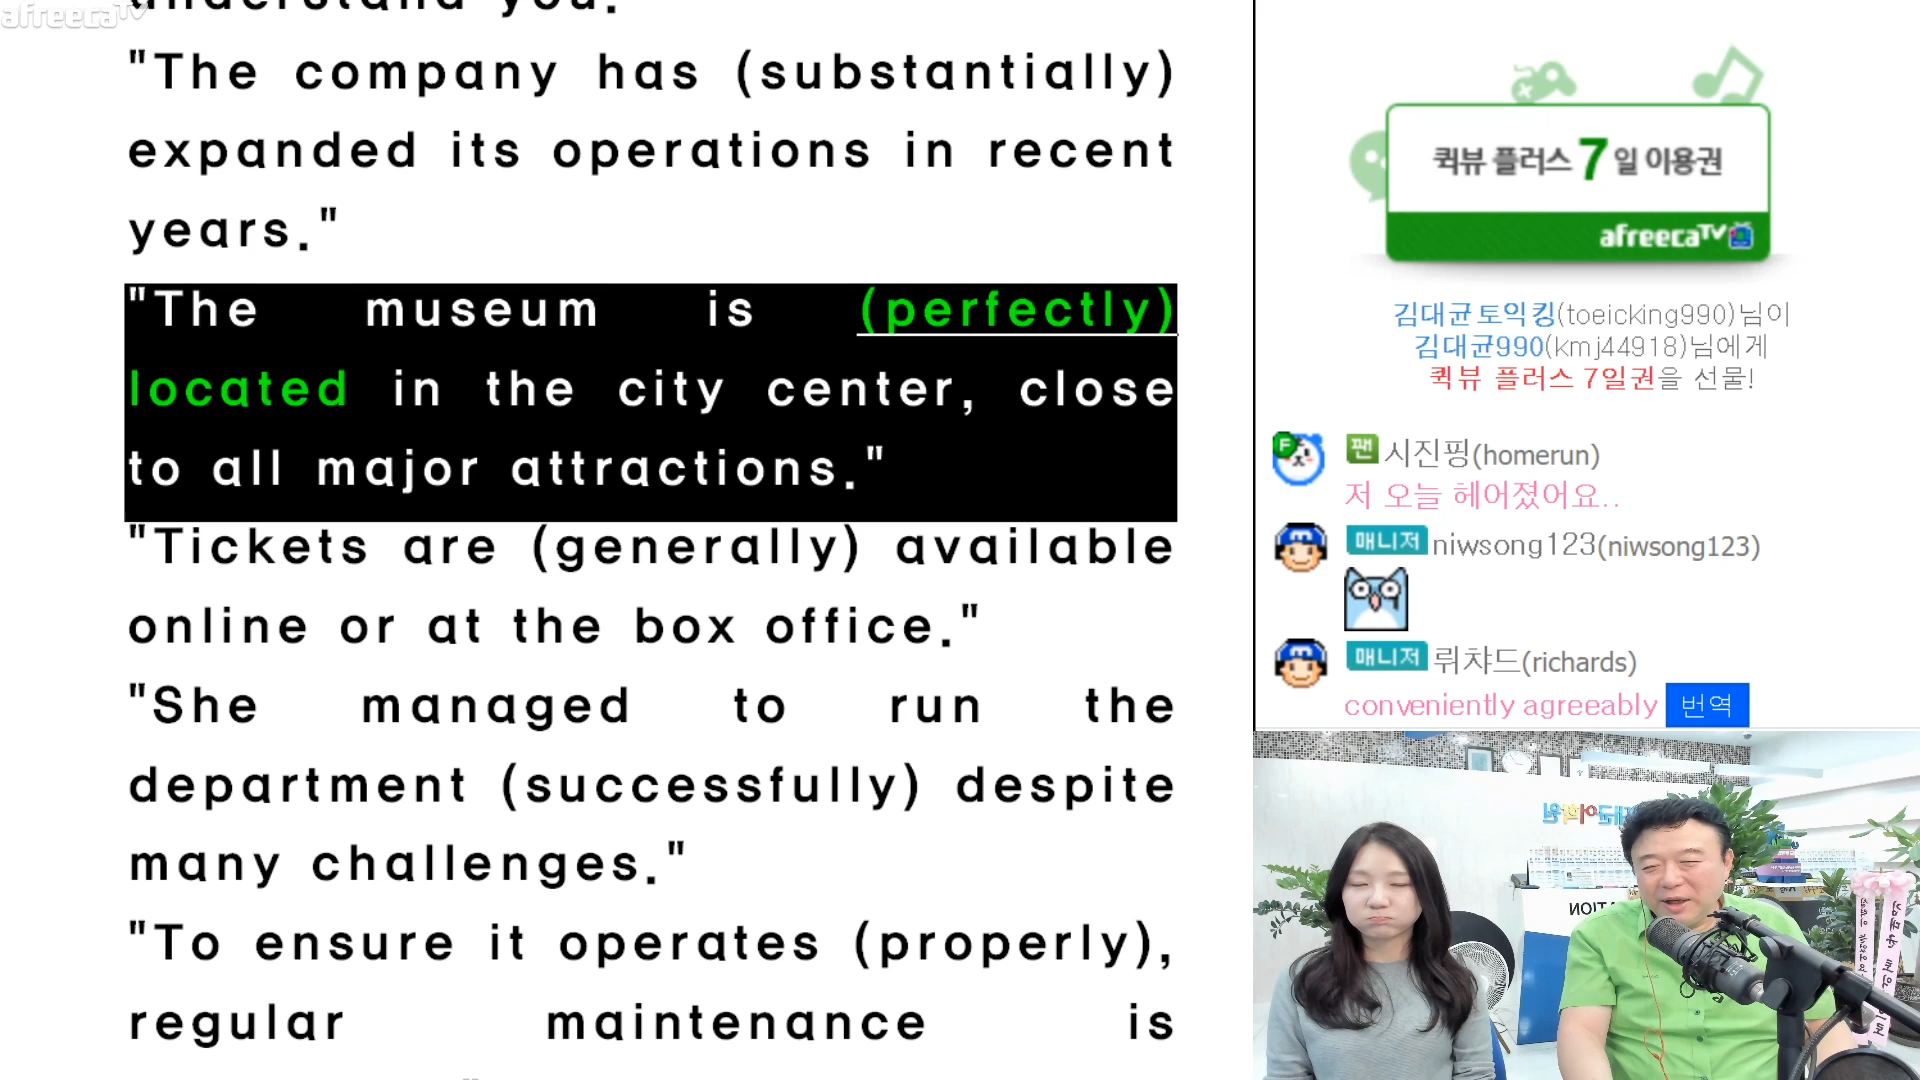 afreecaTV
understand you.
"The company has (substantially)
expanded its operations in recent
years."
"The museum is (perfectly)
located in the city center, close
to all major attractions."
"Tickets are (generally) available
online or at the box office."
"She managed to run the
department (successfully) despite
many challenges."
"To ensure it operates (properly),
regular maintenance is
퀵뷰 플러스 7일 이용권
afreecaTV
김대균토익킹(toeicking990)님이
김대균990(kmj44918)님에게
퀵뷰 플러스 7일권을 선물!
팬 시진핑(homerun)
저 오늘 헤어졌어요..
매니저 niwsong123(niwsong123)
매니저 뤼챠드(richards)
conveniently agreeably 번역